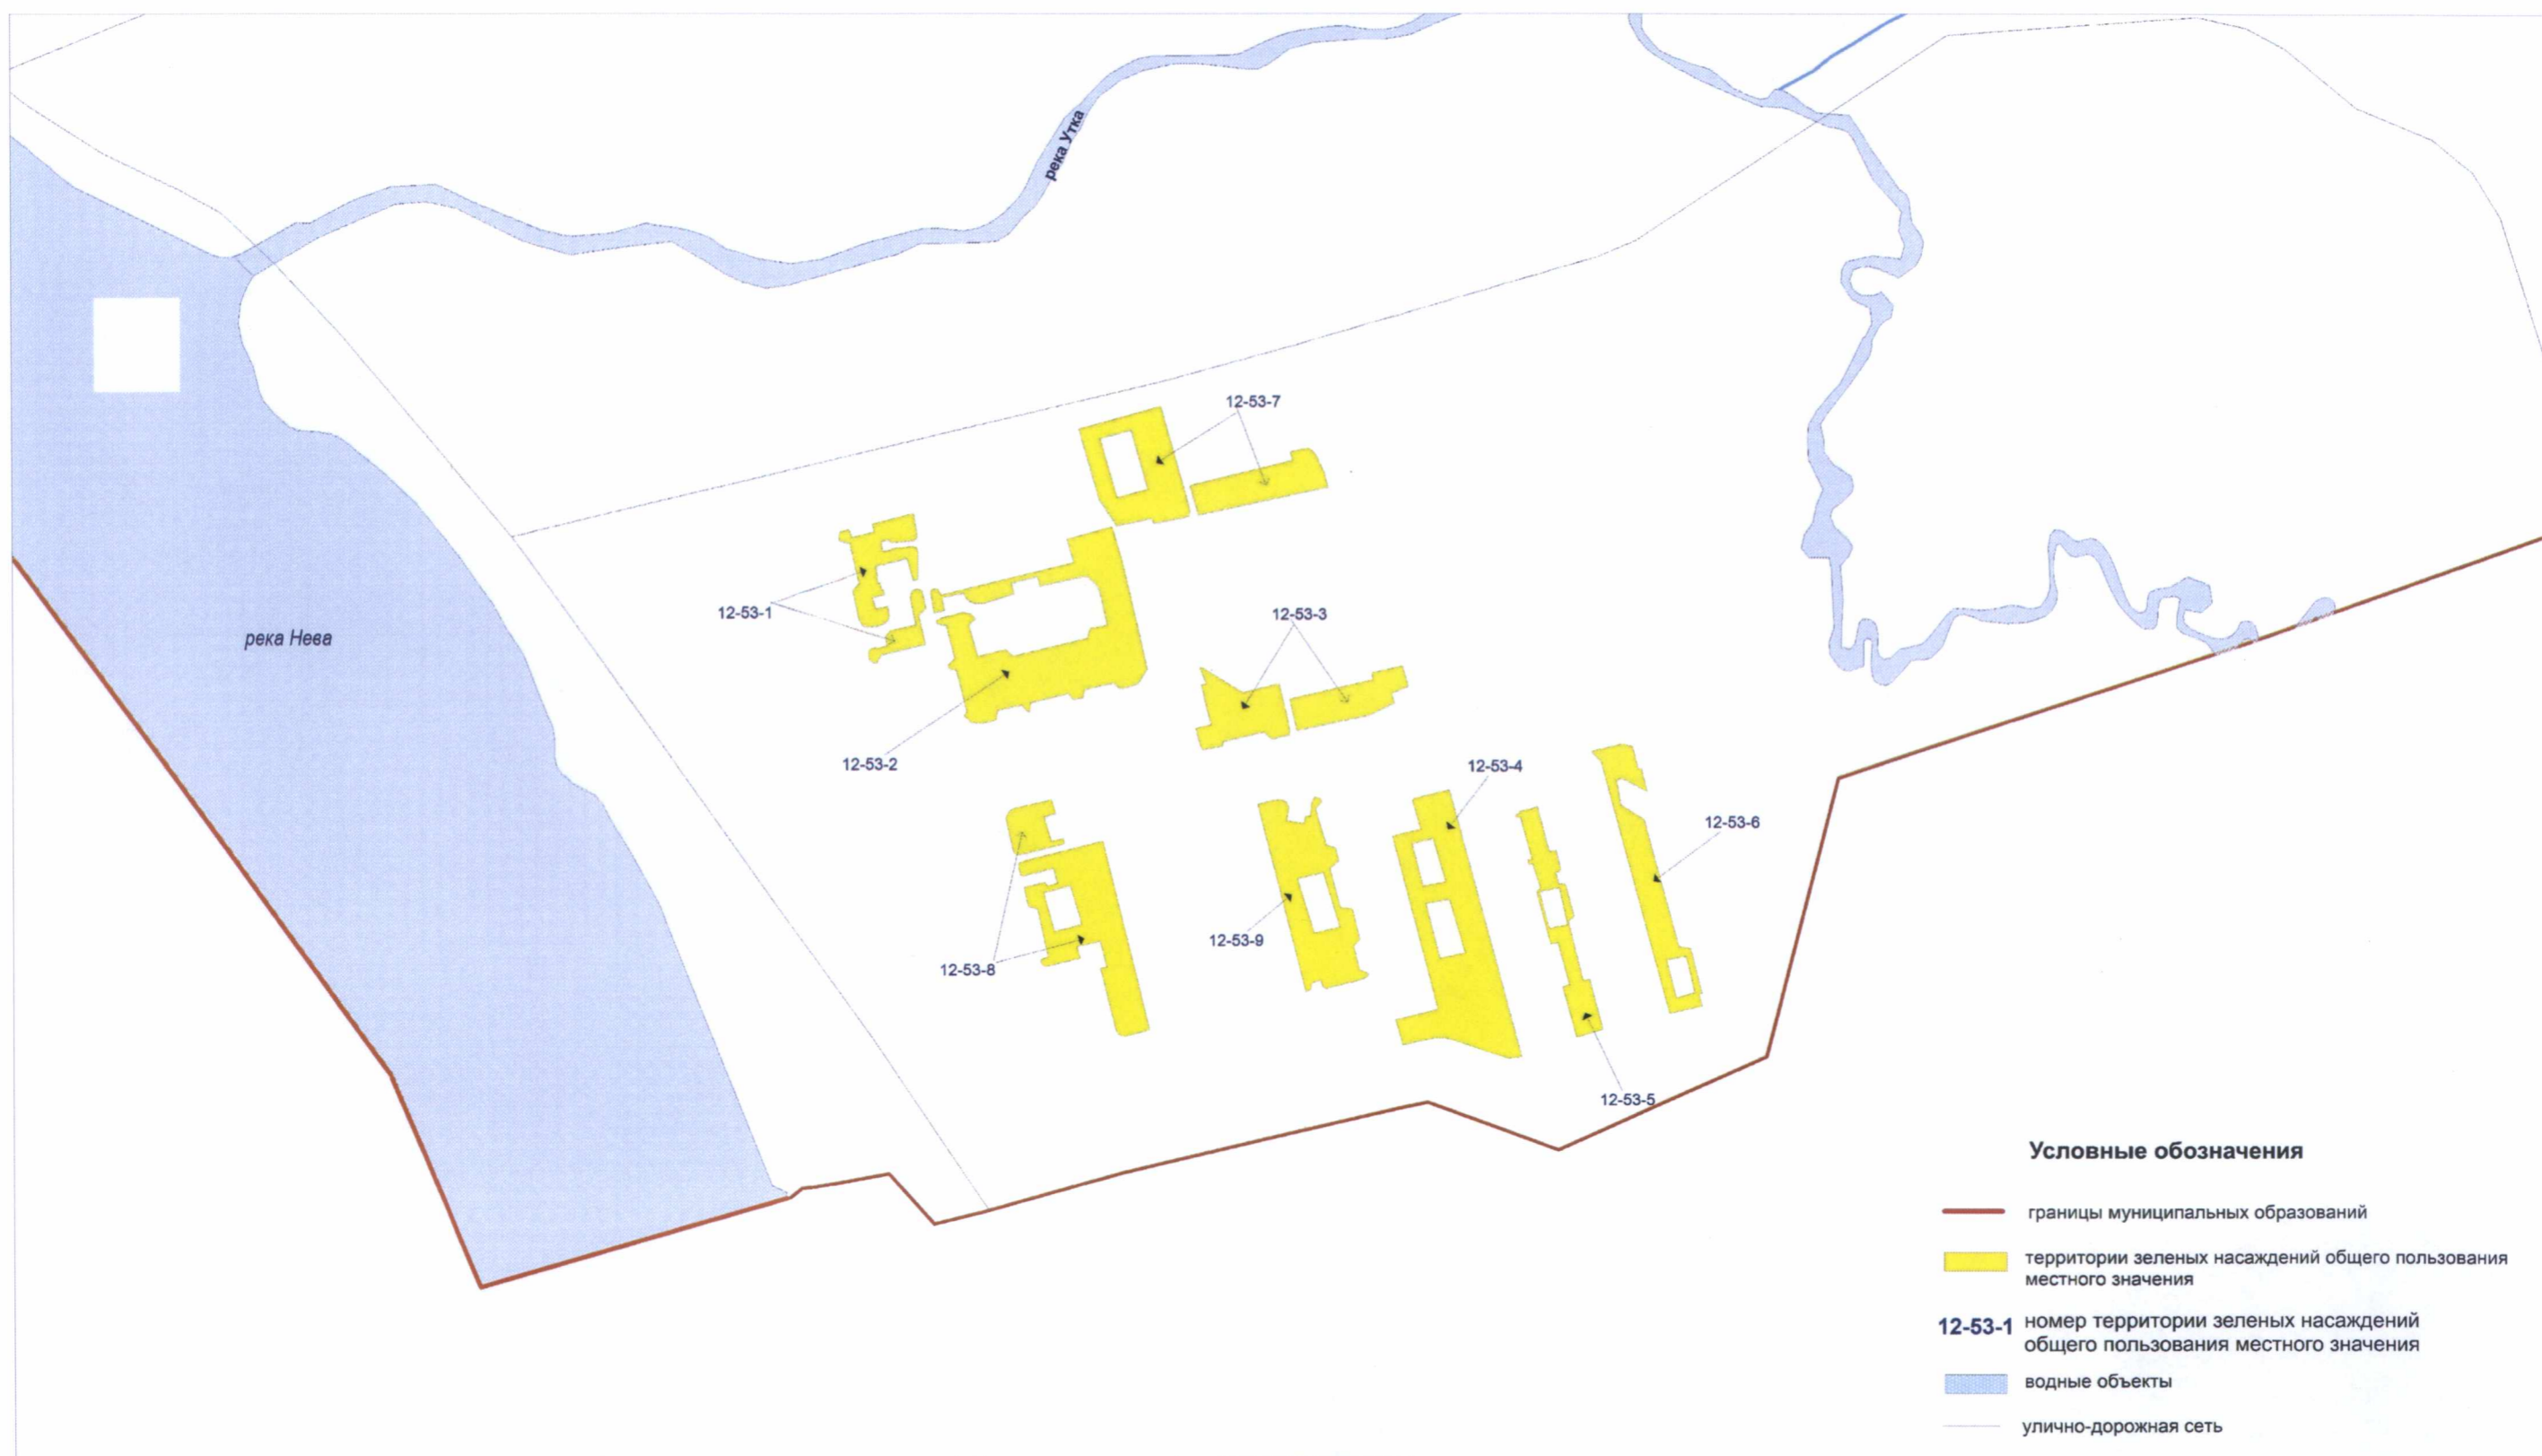 река Утка
12-53-7
12-53-1
река Нева
12-53-3
12-53-2
12-53-4
12-53-6
12-53-9
12-53-8
12-53-5
Условные обозначения
границы муниципальных образований
территории зеленых насаждений общего пользования
местного значения
12-53-1 номер территории зеленых насаждений
общего пользования местного значения
водные объекты
улично-дорожная сеть